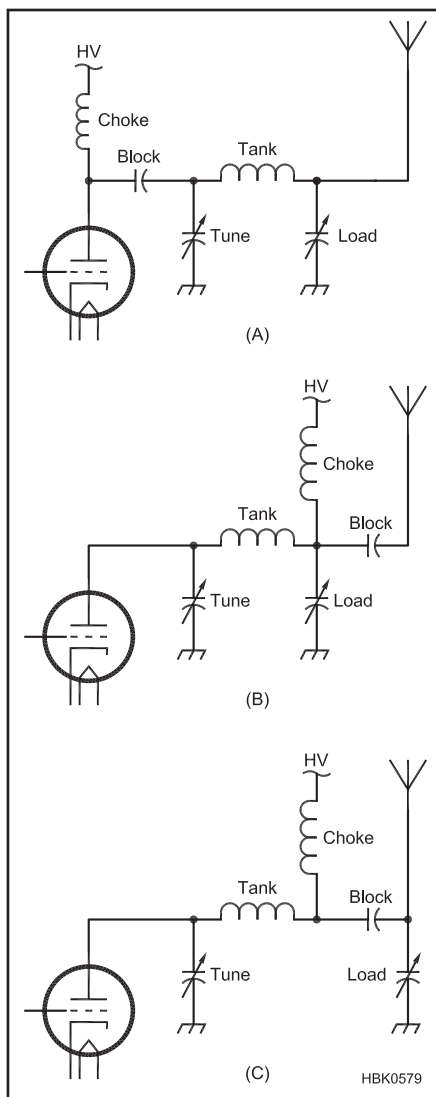 HV
Choke
Block
Tank
Tune
Load
(A)
HV
Choke
Tank
Block
Tune
Load
(B)
HV
Choke
Tank
Block
Tune
Load
(C)
HBK0579